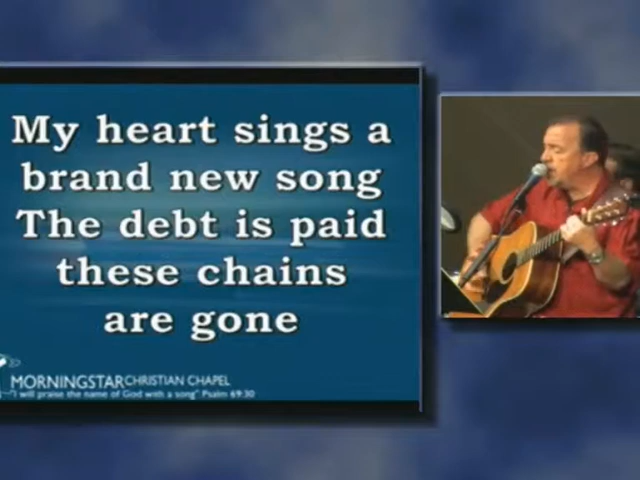 My heart sings a
brand new song
The debt is paid
these chains
are gone
MORNINGSTAR CHRISTIAN CHAPEL
"I will praise the name of God with a song" Psalm 69:30